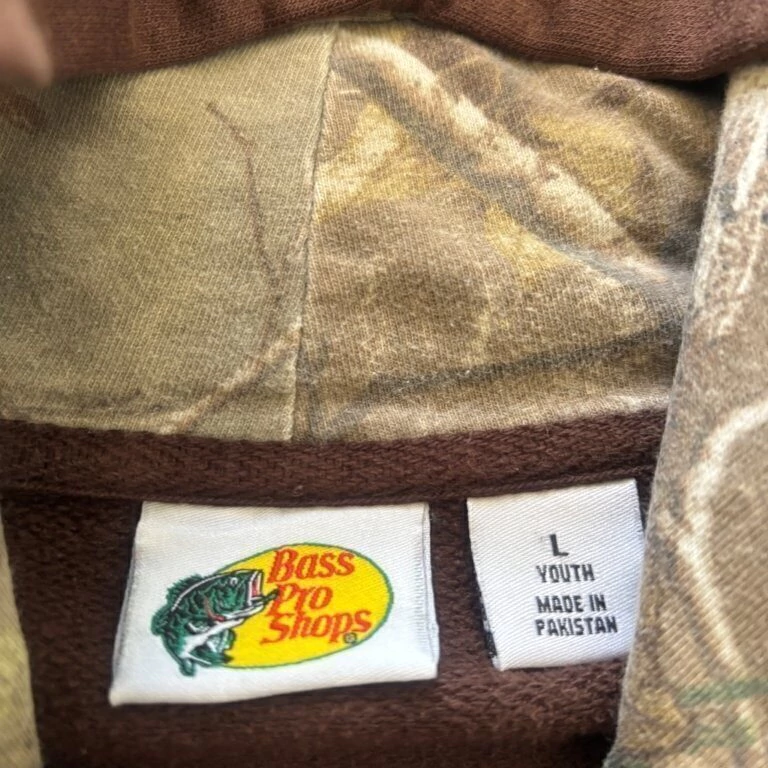 Bass
Pro
Shops®
L
YOUTH
MADE IN
PAKISTAN